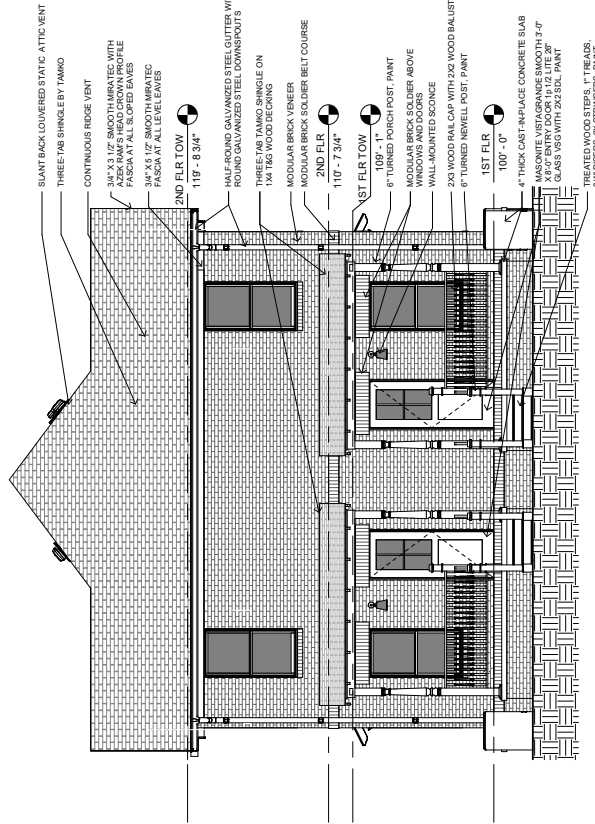 SLANT BACK LOUVERED STATIC ATTIC VENT
THREE-TAB SHINGLE BY TAMKO
CONTINUOUS RIDGE VENT
3/4" X 3 1/2" SMOOTH MIRATEC WITH
AZEK RAMS HEAD CROWN PROFILE
FASCIA AT ALL SLOPED EAVES
3/4" X 5 1/2" SMOOTH MIRATEC
FASCIA AT ALL LEVEL EAVES
2ND FLR TOW
119' - 8 3/4"
HALF-ROUND GALVANIZED STEEL GUTTER WI
ROUND GALVANIZED STEEL DOWNSPOUTS
THREE-TAB TAMKO SHINGLE ON
1X4 T&G WOOD DECKING
MODULAR BRICK VENEER
MODULAR BRICK SOLDIER BELT COURSE
2ND FLR
110' - 7 3/4"
1ST FLR TOW
109' - 1"
6" TURNED PORCH POST, PAINT
MODULAR BRICK SOLDIER ABOVE
WINDOWS AND DOORS
WALL-MOUNTED SCONCE
2X3 WOOD RAIL CAP WITH 2X2 WOOD BALUST
6" TURNED NEWELL POST, PAINT
1ST FLR
100' - 0"
4" THICK CAST-IN-PLACE CONCRETE SLAB
MASONITE VISTAGRANDE SMOOTH 3'-0"
X 8'-0" ENTRY DOOR 1 p 1/2 LITE 26"
GLASS VSG WITH 2X2 SDL, PAINT
TREATED WOOD STEPS, 1" TREADS,